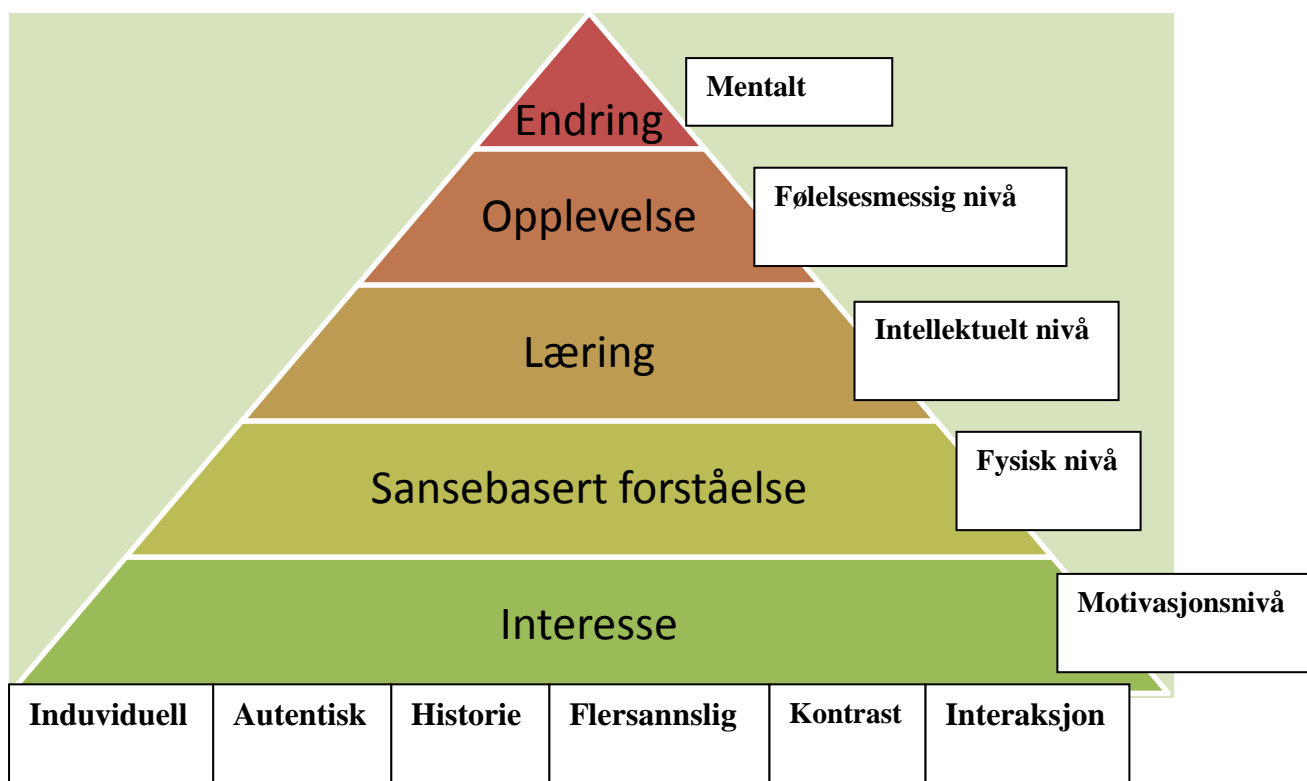 Mentalt
Endring
Følelsesmessig nivå
Opplevelse
Intellektuelt nivå
Læring
Fysisk nivå
Sansebasert forståelse
Motivasjonsnivå
Interesse
Induviduell Autentisk Historie Flersannslig Kontrast Interaksjon